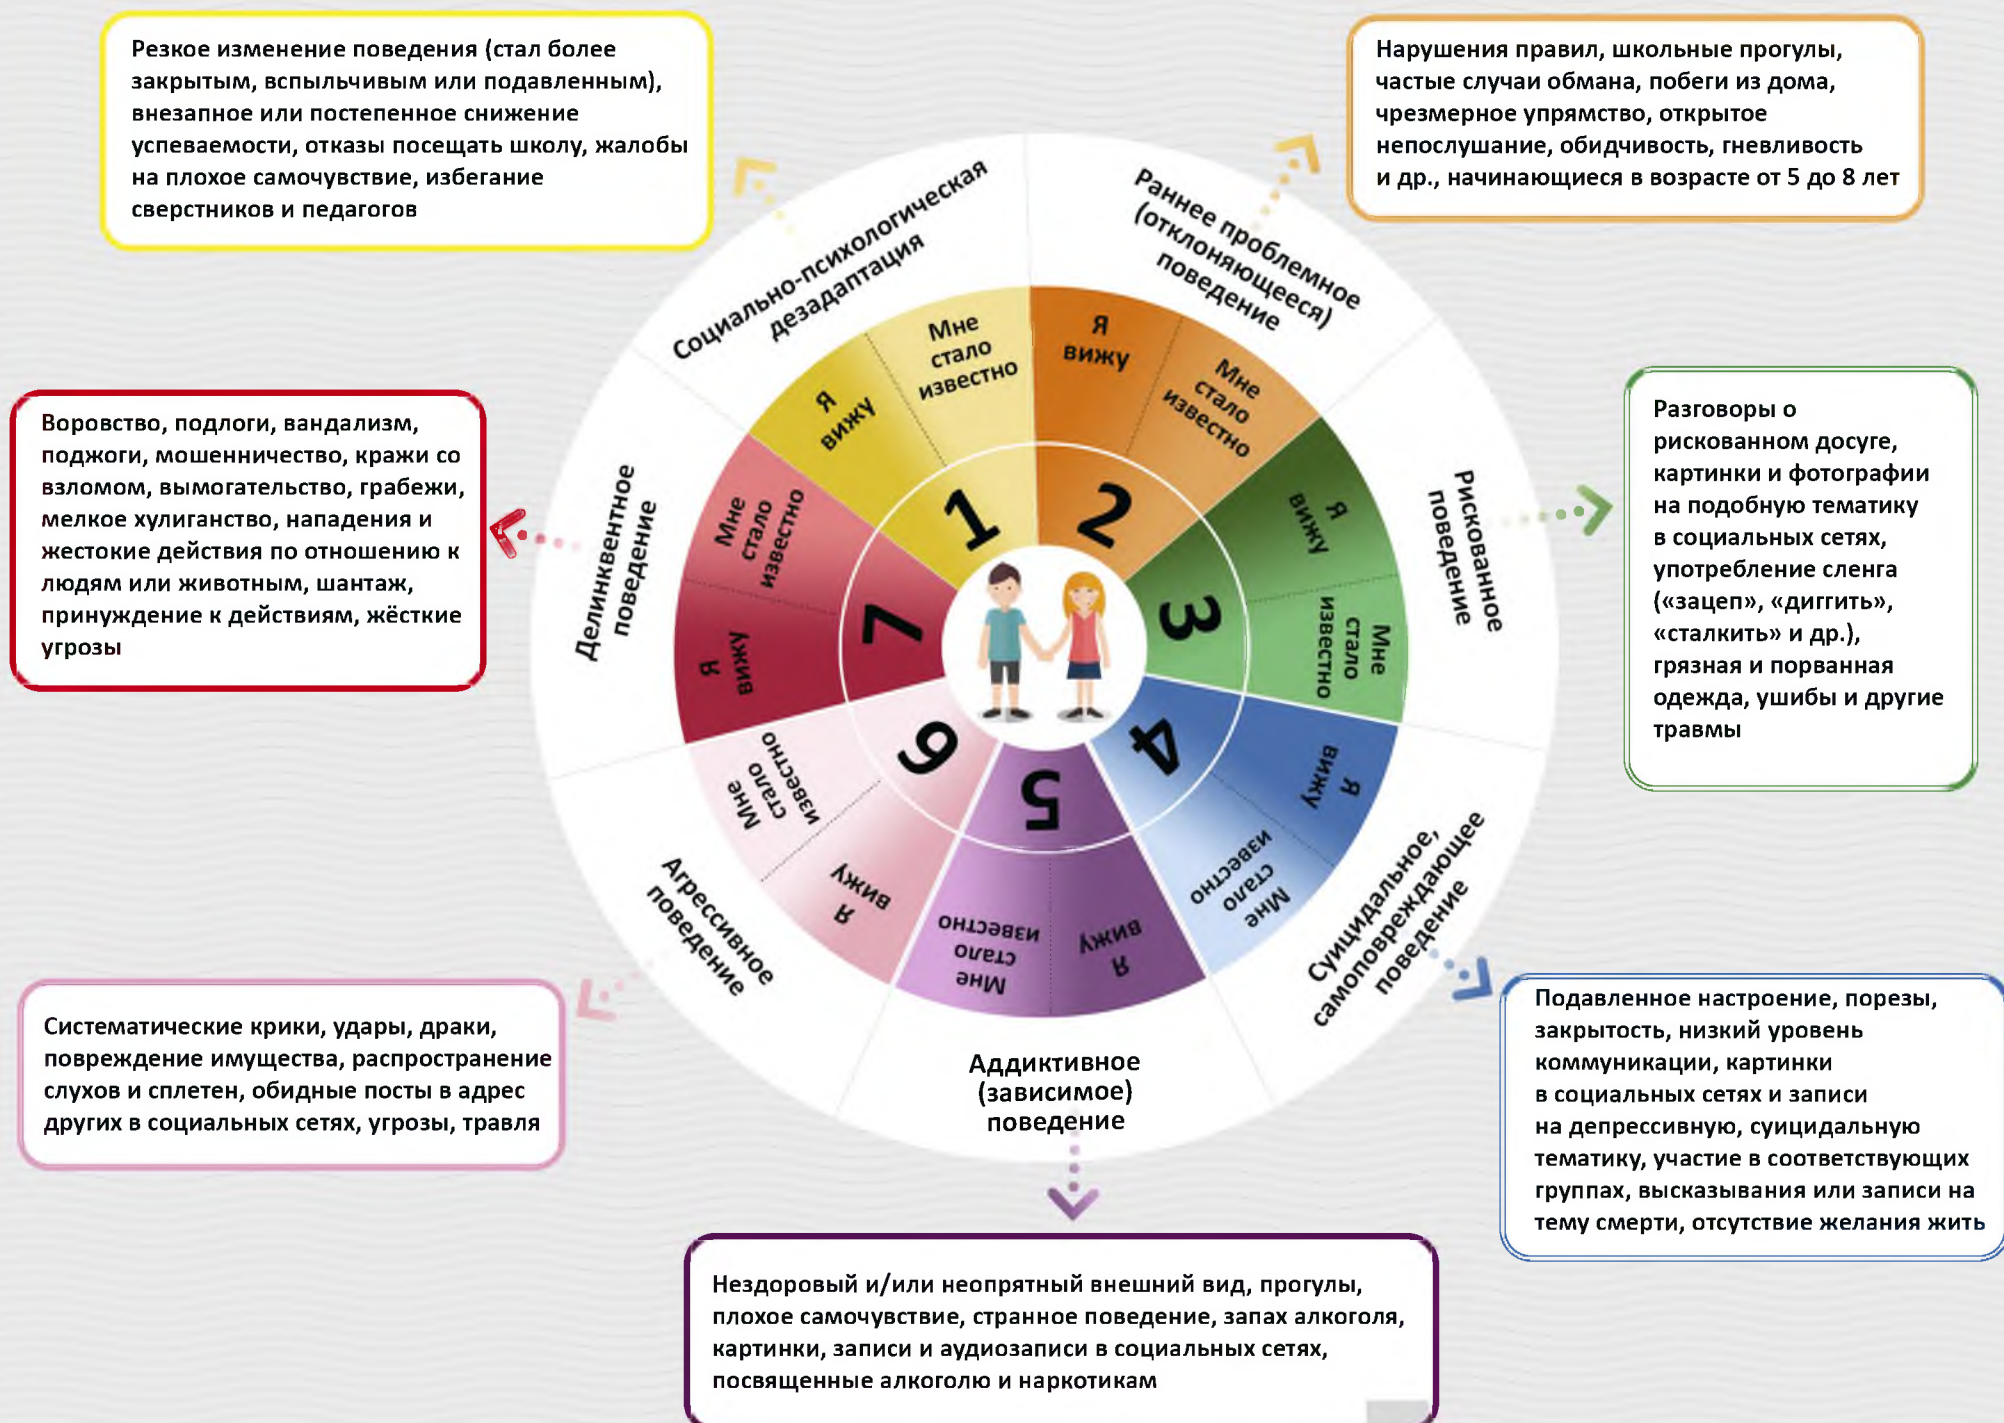 Резкое изменение поведения (стал более
закрытым, вспыльчивым или подавленным),
внезапное или постепенное снижение
успеваемости, отказы посещать школу, жалобы
на плохое самочувствие, избегание
сверстников и педагогов
Нарушения правил, школьные прогулы,
частые случаи обмана, побеги из дома,
чрезмерное упрямство, открытое
непослушание, обидчивость, гневливость
и др., начинающиеся в возрасте от 5 до 8 лет
Социально-психологическая
дезадаптация
Я
вижу
Мне
стало
известно
1
Раннее проблемное
(отклоняющееся)
поведение
Я
вижу
Мне
стало
известно
2
Рискованное
поведение
Я
вижу
Мне
стало
известно
3
Разговоры о
рискованном досуге,
картинки и фотографии
на подобную тематику
в социальных сетях,
употребление сленга
(«зацеп», «диггить»,
«сталкить» и др.),
грязная и порванная
одежда, ушибы и другие
травмы
Суицидальное,
самоповреждающее
поведение
Я
вижу
Мне
стало
известно
4
Подавленное настроение, порезы,
закрытость, низкий уровень
коммуникации, картинки
в социальных сетях и записи
на депрессивную, суицидальную
тематику, участие в соответствующих
группах, высказывания или записи на
тему смерти, отсутствие желания жить
5
Я
вижу
Мне
стало
известно
Аддиктивное
(зависимое)
поведение
Нездоровый и/или неопрятный внешний вид, прогулы,
плохое самочувствие, странное поведение, запах алкоголя,
картинки, записи и аудиозаписи в социальных сетях,
посвященные алкоголю и наркотикам
6
Я
вижу
Мне
стало
известно
Агрессивное
поведение
Систематические крики, удары, драки,
повреждение имущества, распространение
слухов и сплетен, обидные посты в адрес
других в социальных сетях, угрозы, травля
7
Я
вижу
Мне
стало
известно
Делинквентное
поведение
Воровство, подлоги, вандализм,
поджоги, мошенничество, кражи со
взломом, вымогательство, грабежи,
мелкое хулиганство, нападения и
жестокие действия по отношению к
людям или животным, шантаж,
принуждение к действиям, жёсткие
угрозы